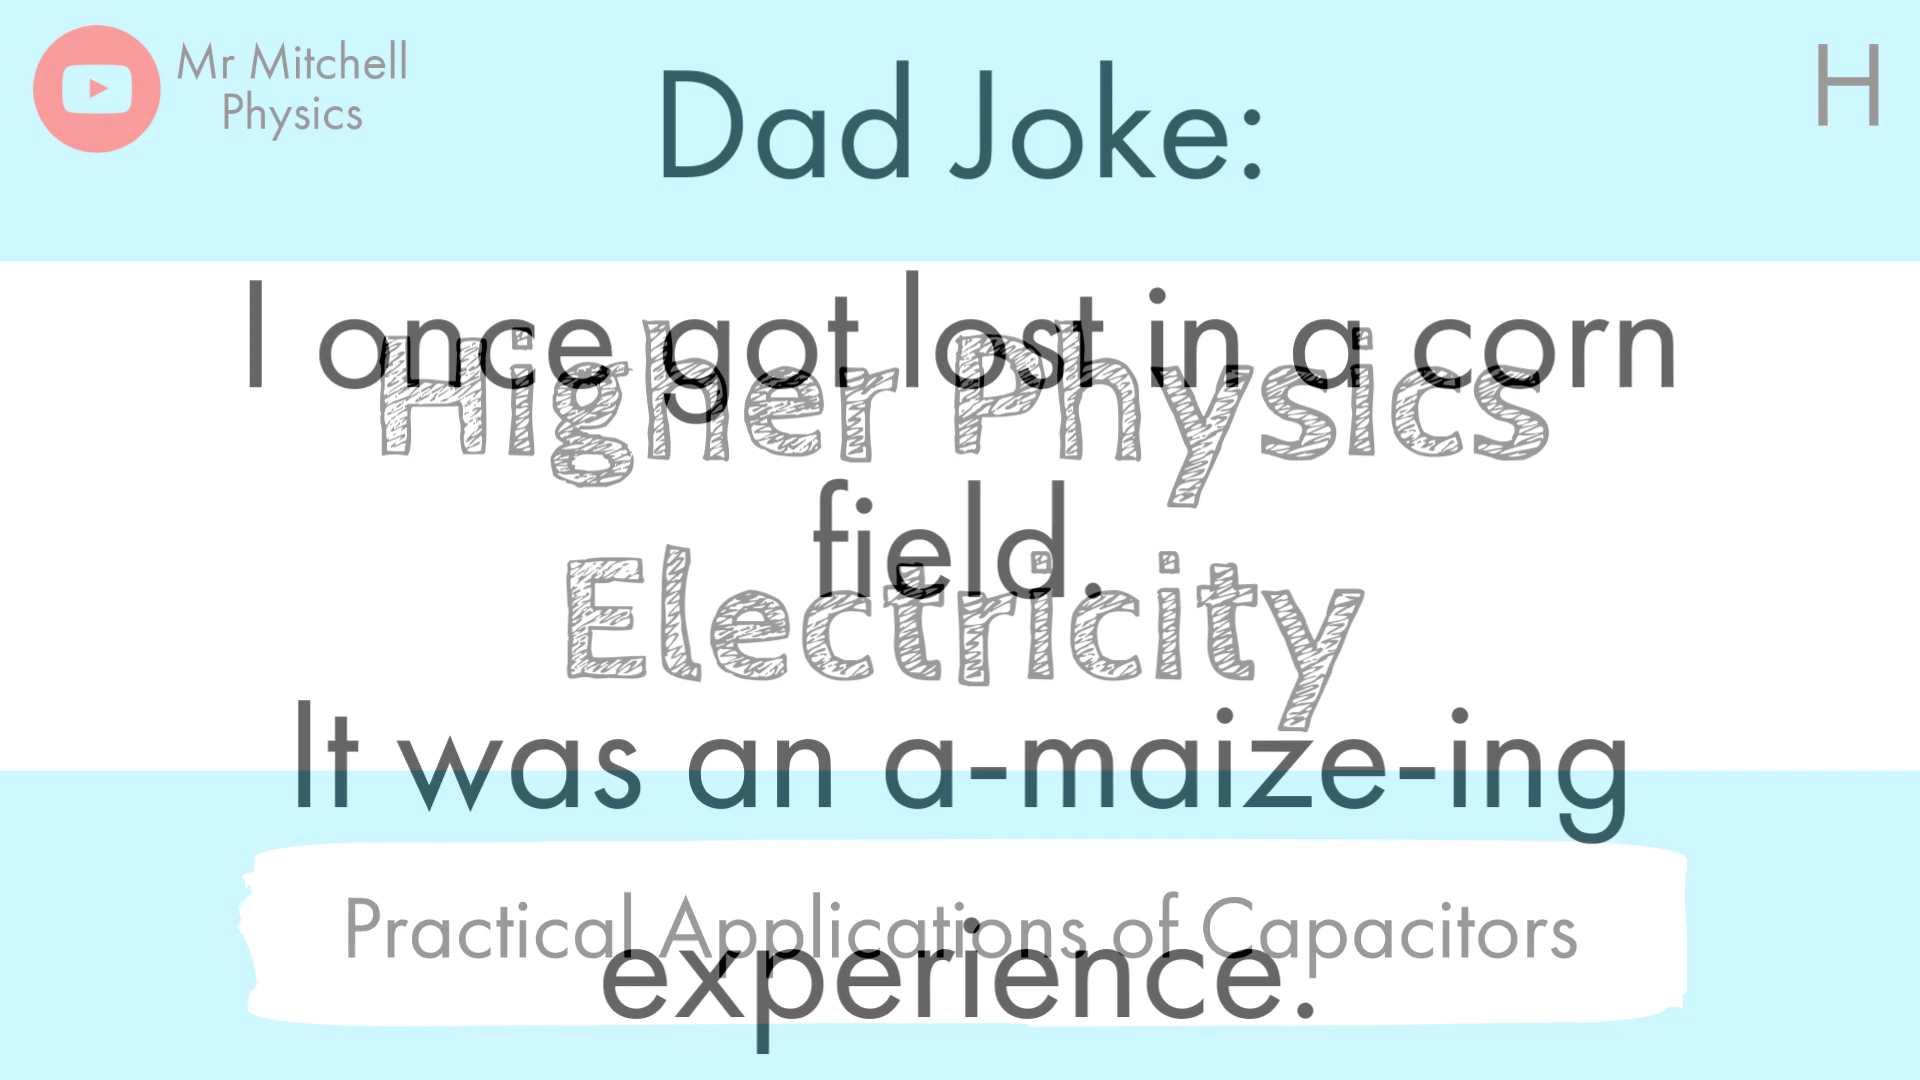 Mr Mitchell
Physics
H
Dad Joke:
I once got lost in a corn
field.
It was an a-maize-ing
experience.
Higher Physics
Electricity
Practical Applications of Capacitors